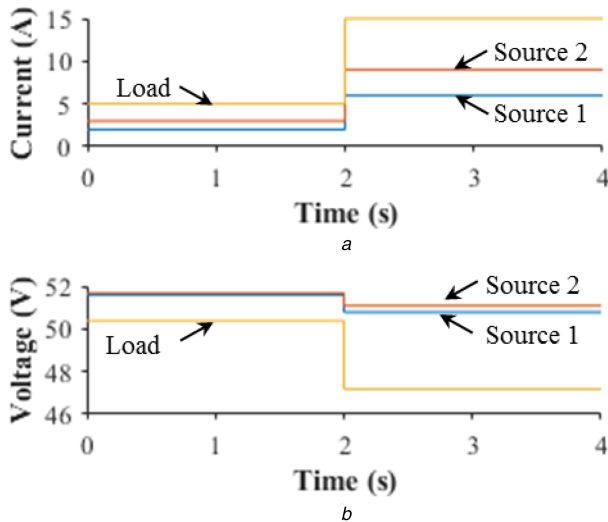 Current (A)
15
10
5
0
Load
Source 2
Source 1
0 1 2 3 4
Time (s)
a
Voltage (V)
52
50
48
46
Load
Source 2
Source 1
0 1 2 3 4
Time (s)
b